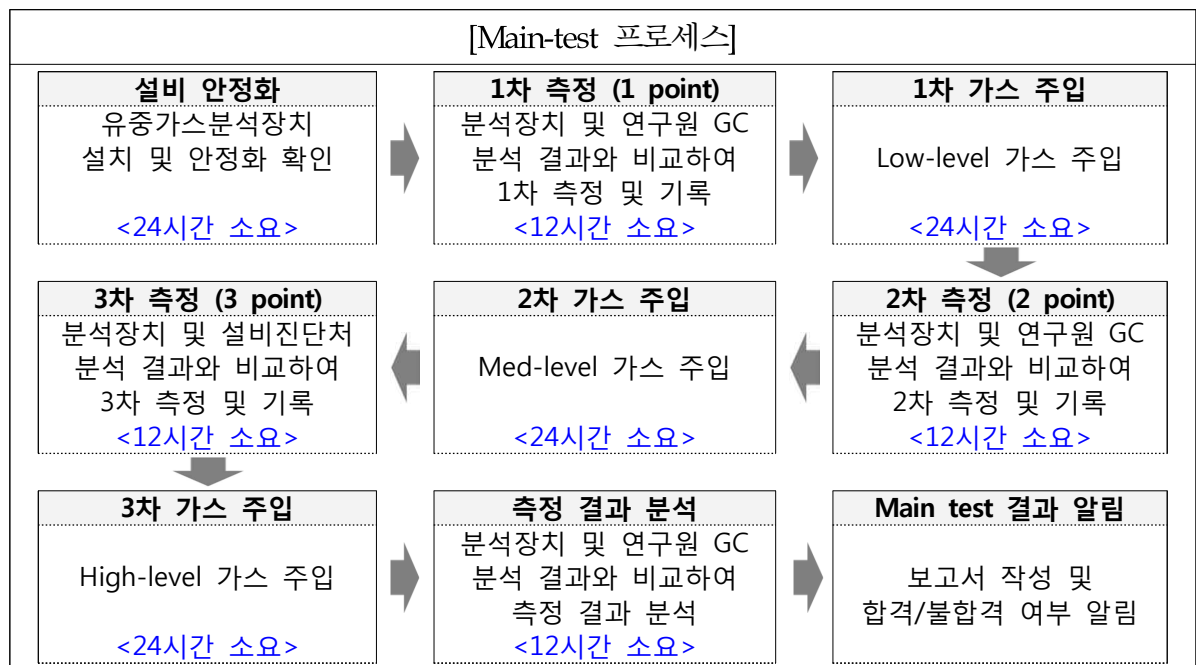 [Main-test 프로세스]
설비 안정화
유중가스분석장치
설치 및 안정화 확인
<24시간 소요>
1차 측정 (1 point)
분석장치 및 연구원 GC
분석 결과와 비교하여
1차 측정 및 기록
<12시간 소요>
1차 가스 주입
Low-level 가스 주입
<24시간 소요>
2차 측정 (2 point)
분석장치 및 연구원 GC
분석 결과와 비교하여
2차 측정 및 기록
<12시간 소요>
2차 가스 주입
Med-level 가스 주입
<24시간 소요>
3차 측정 (3 point)
분석장치 및 설비진단처
분석 결과와 비교하여
3차 측정 및 기록
<12시간 소요>
3차 가스 주입
High-level 가스 주입
<24시간 소요>
측정 결과 분석
분석장치 및 연구원 GC
분석 결과와 비교하여
측정 결과 분석
<12시간 소요>
Main test 결과 알림
보고서 작성 및
합격/불합격 여부 알림